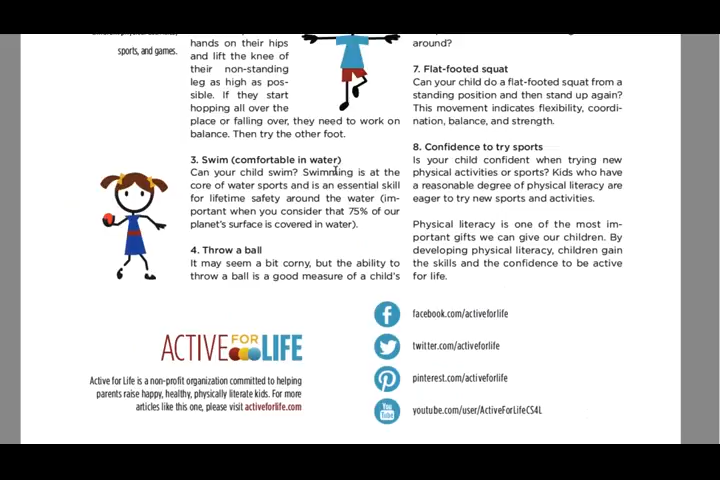 sports, and games.
hands on their hips
and lift the knee of
their non-standing
leg as high as pos-
sible. If they start
hopping all over the
place or falling over, they need to work on
balance. Then try the other foot.
3. Swim (comfortable in water)
Can your child swim? Swimming is at the
core of water sports and is an essential skill
for lifetime safety around the water (im-
portant when you consider that 75% of our
planet's surface is covered in water).
4. Throw a ball
It may seem a bit corny, but the ability to
throw a ball is a good measure of a child's
around?
7. Flat-footed squat
Can your child do a flat-footed squat from a
standing position and then stand up again?
This movement indicates flexibility, coordi-
nation, balance, and strength.
8. Confidence to try sports
Is your child confident when trying new
physical activities or sports? Kids who have
a reasonable degree of physical literacy are
eager to try new sports and activities.
Physical literacy is one of the most im-
portant gifts we can give our children. By
developing physical literacy, children gain
the skills and the confidence to be active
for life.
ACTIVE FOR LIFE
Active for Life is a non-profit organization committed to helping
parents raise happy, healthy, physically literate kids. For more
articles like this one, please visit activeforlife.com
facebook.com/activeforlife
twitter.com/activeforlife
pinterest.com/activeforlife
You
Tube
youtube.com/user/ActiveForLifeCS4L